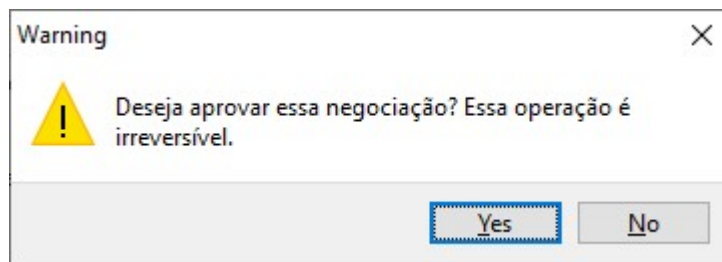 Warning
Deseja aprovar essa negociação? Essa operação é
irreversível.
Yes
No